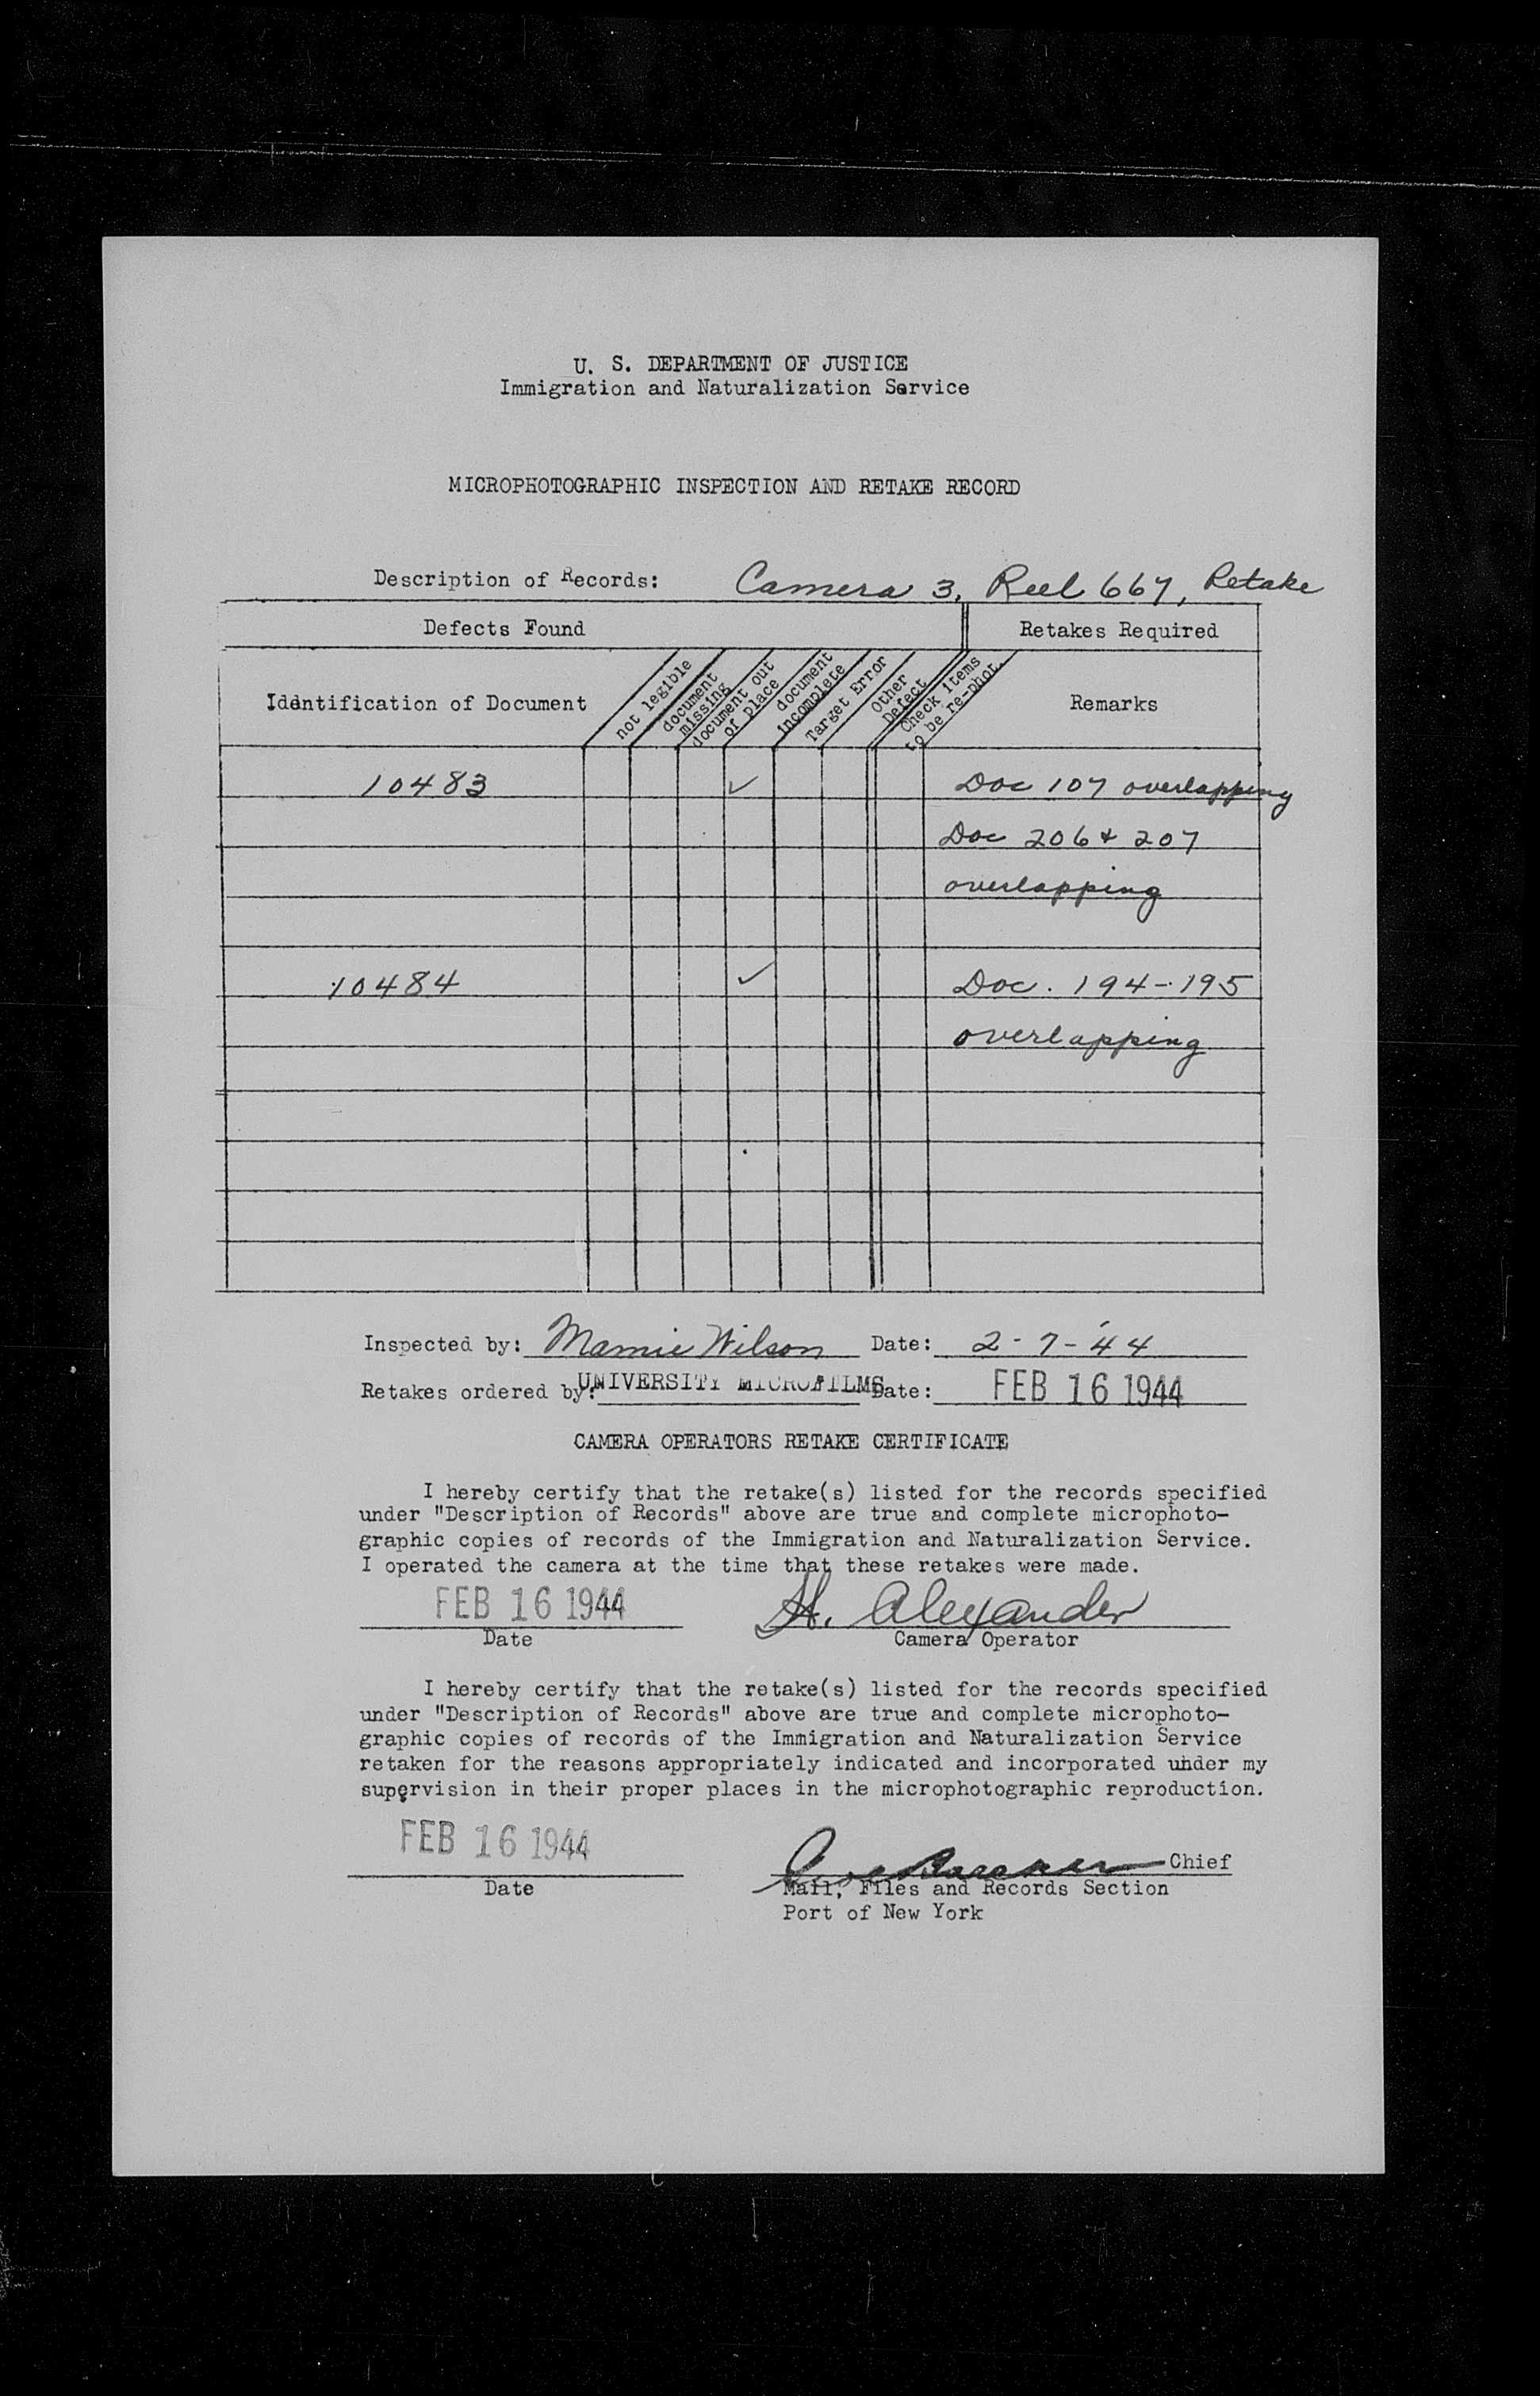 U. S. DEPARTMENT OF JUSTICE
Immigration and Naturalization Service
MICROPHOTOGRAPHIC INSPECTION AND RETAKE RECORD
Description of Records: Camera 3, Reel 667, Retake
Defects Found Retakes Required
Identification of Document
not legible
document missing
document out of place
document incomplete
Target Error
Other Defect
Check items to be re-phot.
Remarks
10483 ✓ Doc 107 overlapping
Doc 206 & 207
overlapping
10484 ✓ Doc. 194-195
overlapping
Inspected by: Mamie Wilson Date: 2-7-'44
Retakes ordered by: UNIVERSITY MICROFILMS Date: FEB 16 1944
CAMERA OPERATORS RETAKE CERTIFICATE
I hereby certify that the retake(s) listed for the records specified
under "Description of Records" above are true and complete microphoto-
graphic copies of records of the Immigration and Naturalization Service.
I operated the camera at the time that these retakes were made.
FEB 16 1944 H. Alexander
Date Camera Operator
I hereby certify that the retake(s) listed for the records specified
under "Description of Records" above are true and complete microphoto-
graphic copies of records of the Immigration and Naturalization Service
retaken for the reasons appropriately indicated and incorporated under my
supervision in their proper places in the microphotographic reproduction.
FEB 16 1944 Chief
Date Mail, Files and Records Section
Port of New York